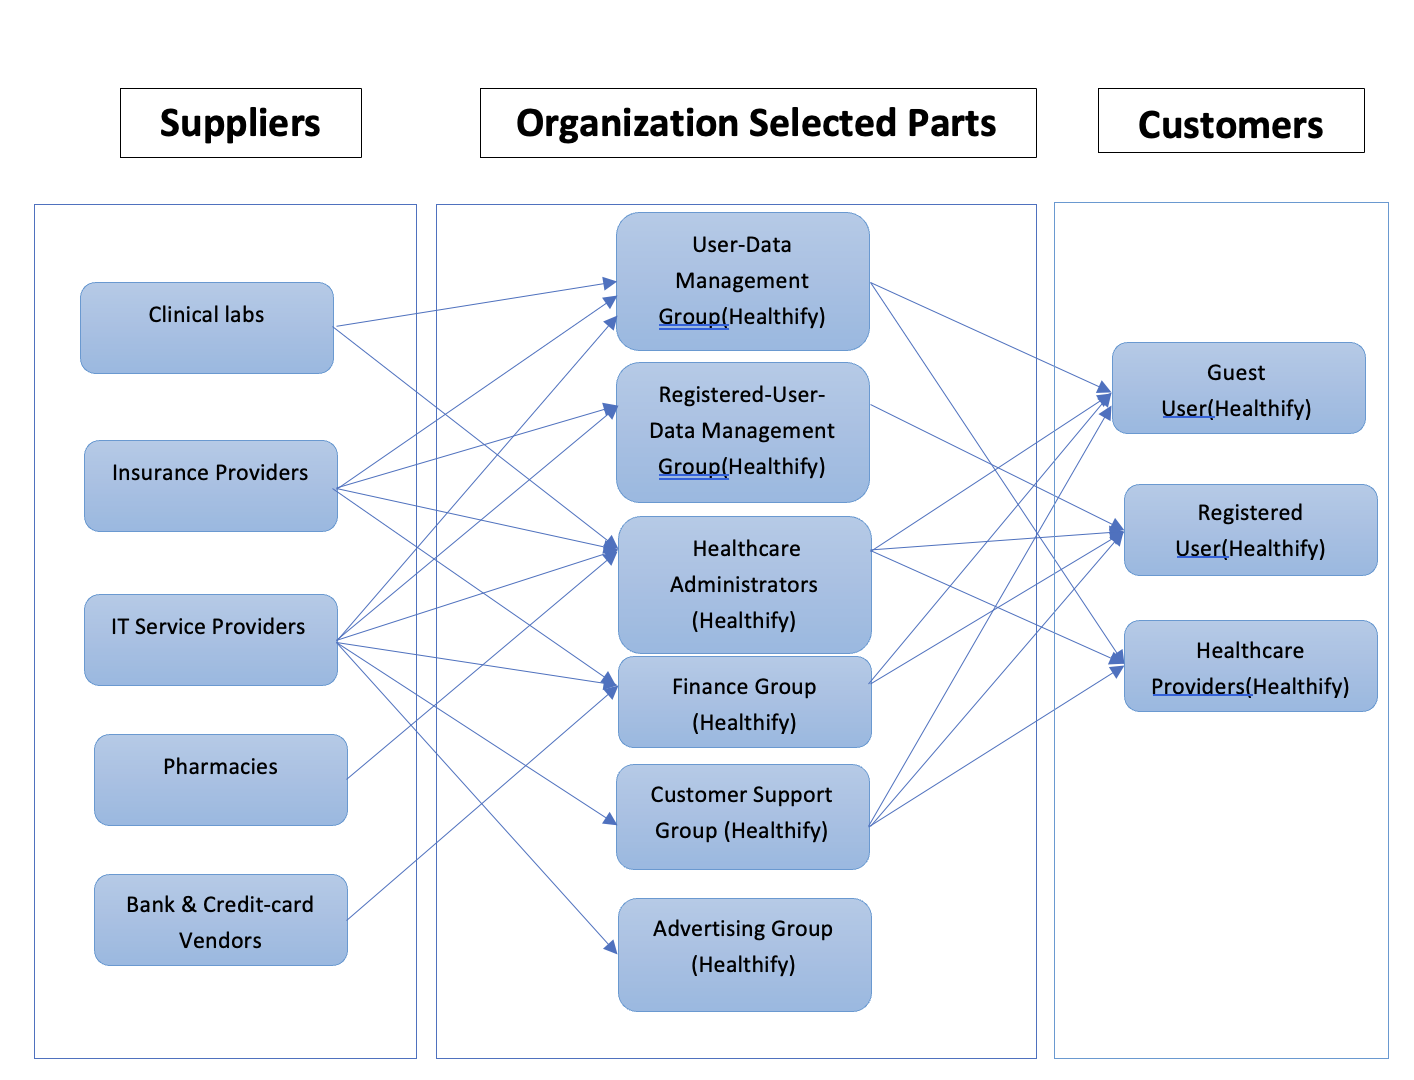 Suppliers
Organization Selected Parts
Customers
Clinical labs
Insurance Providers
IT Service Providers
Pharmacies
Bank & Credit-card
Vendors
User-Data
Management
Group(Healthify)
Registered-User-
Data Management
Group(Healthify)
Healthcare
Administrators
(Healthify)
Finance Group
(Healthify)
Customer Support
Group (Healthify)
Advertising Group
(Healthify)
Guest
User(Healthify)
Registered
User(Healthify)
Healthcare
Providers(Healthify)